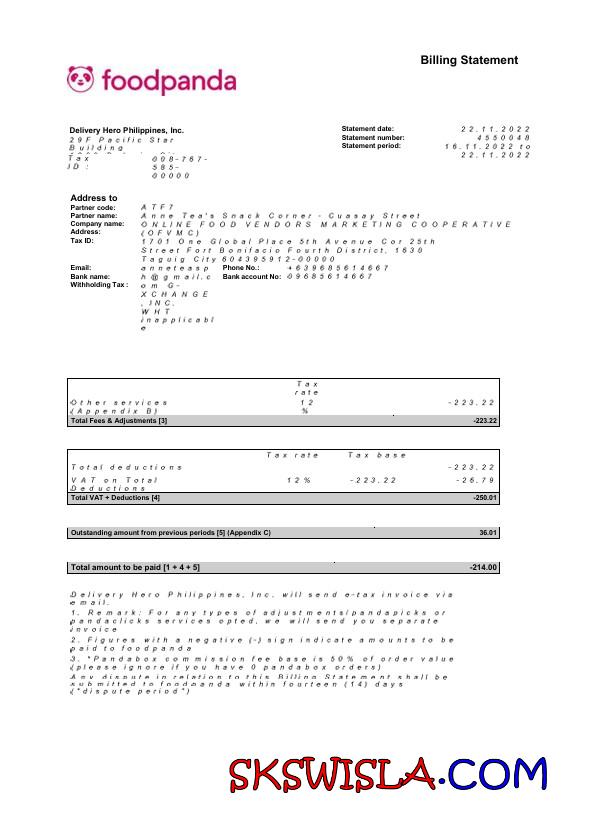 Billing Statement
foodpanda
Delivery Hero Philippines, Inc.
29F Pacific Star
Building
Tax ID: 008-767-585-00000
Statement date: 22.11.2022
Statement number: 4550048
Statement period: 16.11.2022 to 22.11.2022
Address to
Partner code: ATF7
Partner name: Anne Tea's Snack Corner - Cuasay Street
Company name: ONLINE FOOD VENDORS MARKETING COOPERATIVE
Address: (OFVMC)
Tax ID: 1701 One Global Place 5th Avenue Cor 25th
Street Fort Bonifacio Fourth District, 1630
Taguig City 604395912-00000
Email: anneteasp Phone No.: +639685614667
Bank name: h@gmail.c Bank account No: 09685614667
Withholding Tax : om G-
XCHANGE
, INC.
WHT
inapplicabl
e
Tax
rate
Other services 12 -223.22
(Appendix B) %
Total Fees & Adjustments [3] -223.22
Tax rate Tax base
Total deductions -223.22
VAT on Total 12% -223.22 -26.79
Deductions
Total VAT + Deductions [4] -250.01
Outstanding amount from previous periods [5] (Appendix C) 36.01
Total amount to be paid [1 + 4 + 5] -214.00
Delivery Hero Philippines, Inc. will send e-tax invoice via
email.
1. Remark: For any types of adjustments/pandapicks or
pandaclicks services opted, we will send you separate
invoice
2. Figures with a negative (-) sign indicate amounts to be
paid to foodpanda
3. *Pandabox commission fee base is 50% of order value
(please ignore if you have 0 pandabox orders)
Any dispute in relation to this Billing Statement shall be
submitted to foodpanda within fourteen (14) days
("dispute period")
SKSWISLA.COM